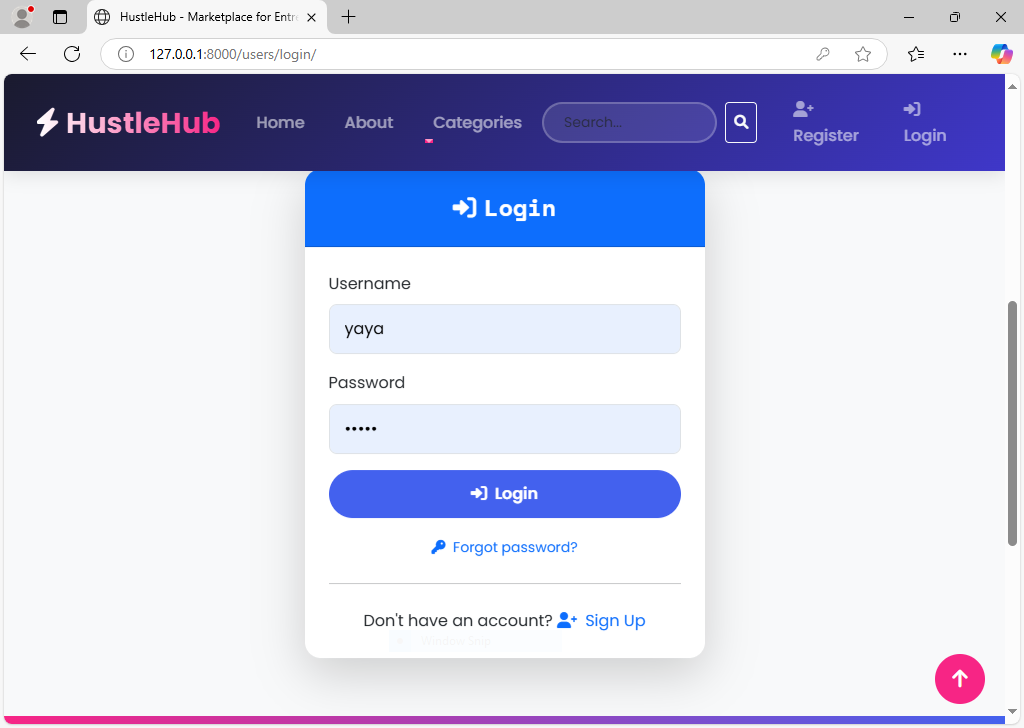 HustleHub - Marketplace for Entre
127.0.0.1:8000/users/login/
HustleHub
Home
About
Categories
Search...
Register
Login
Login
Username
yaya
Password
•••••
Login
Forgot password?
Don't have an account? Sign Up
Window Snip